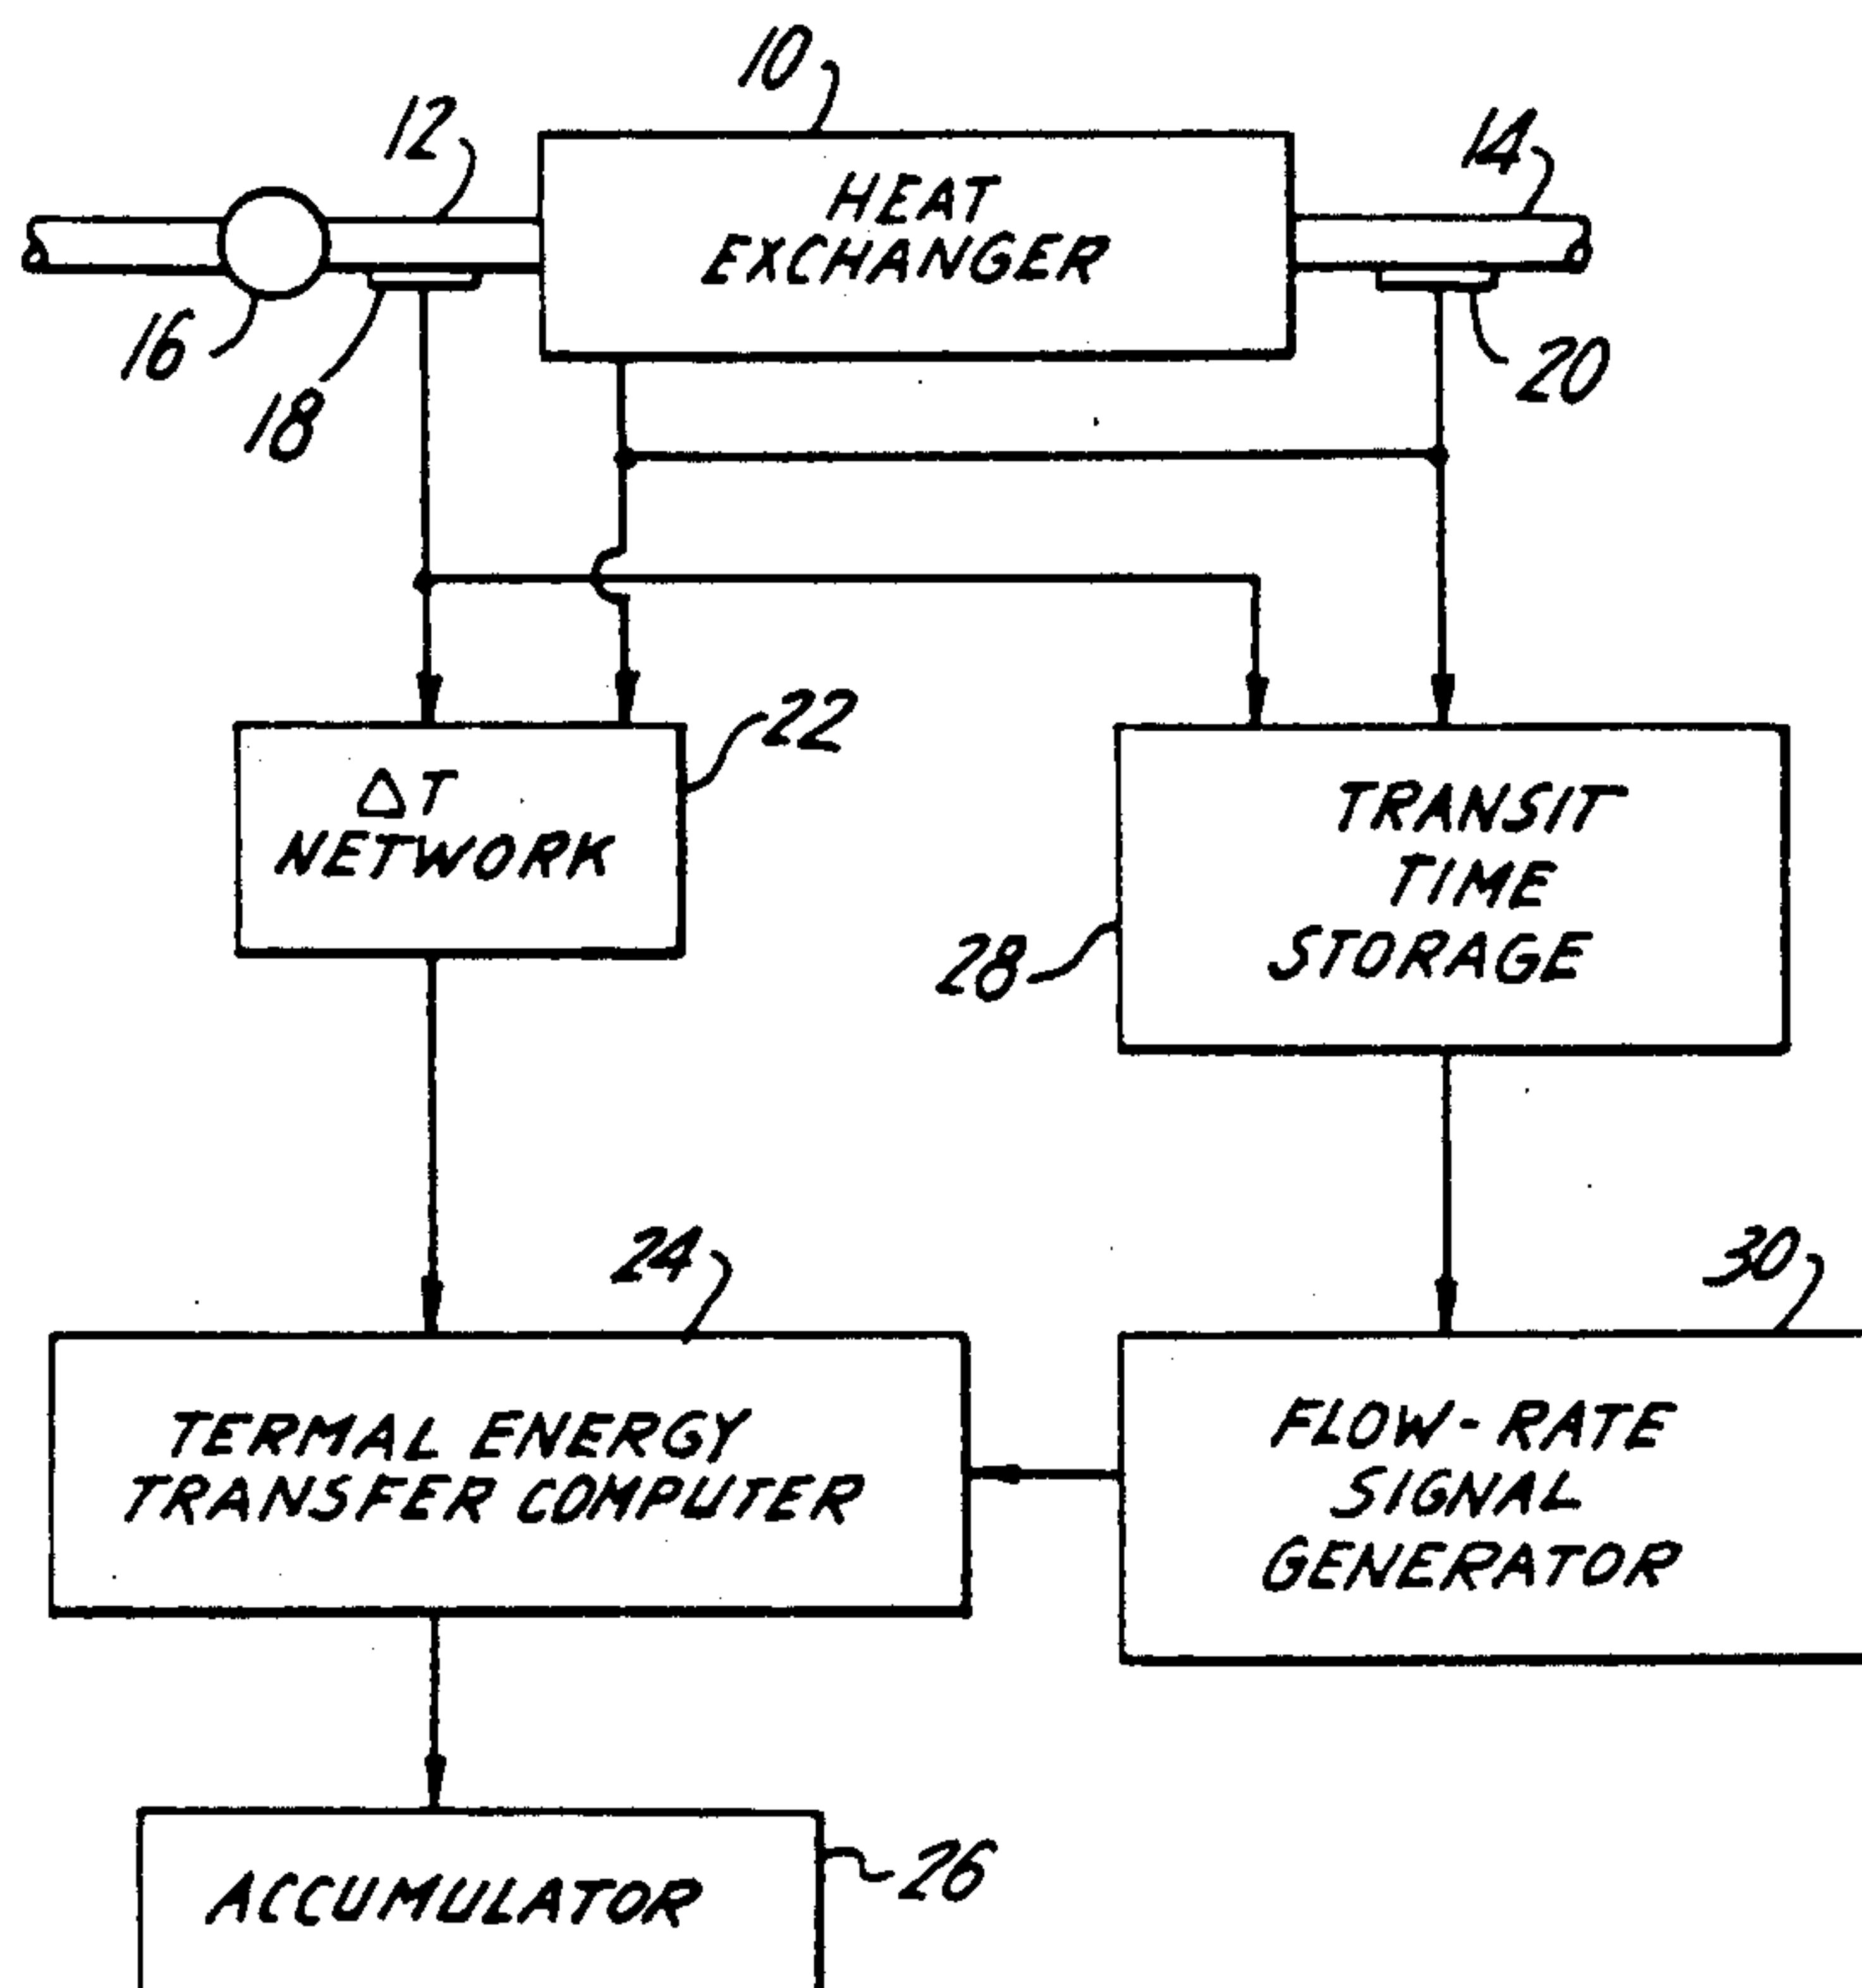 10
12
14
HEAT
EXCHANGER
16
18
20
22
ΔT
NETWORK
TRANSIT
TIME
STORAGE
28
24
30
TERMAL ENERGY
TRANSFER COMPUTER
FLOW-RATE
SIGNAL
GENERATOR
26
ACCUMULATOR